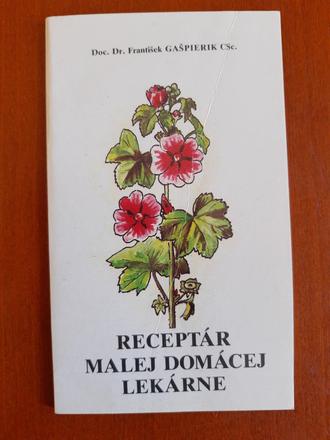 Doc. Dr. František GAŠPIERIK CSc.
RECEPTÁR
MALEJ DOMÁCEJ
LEKÁRNE